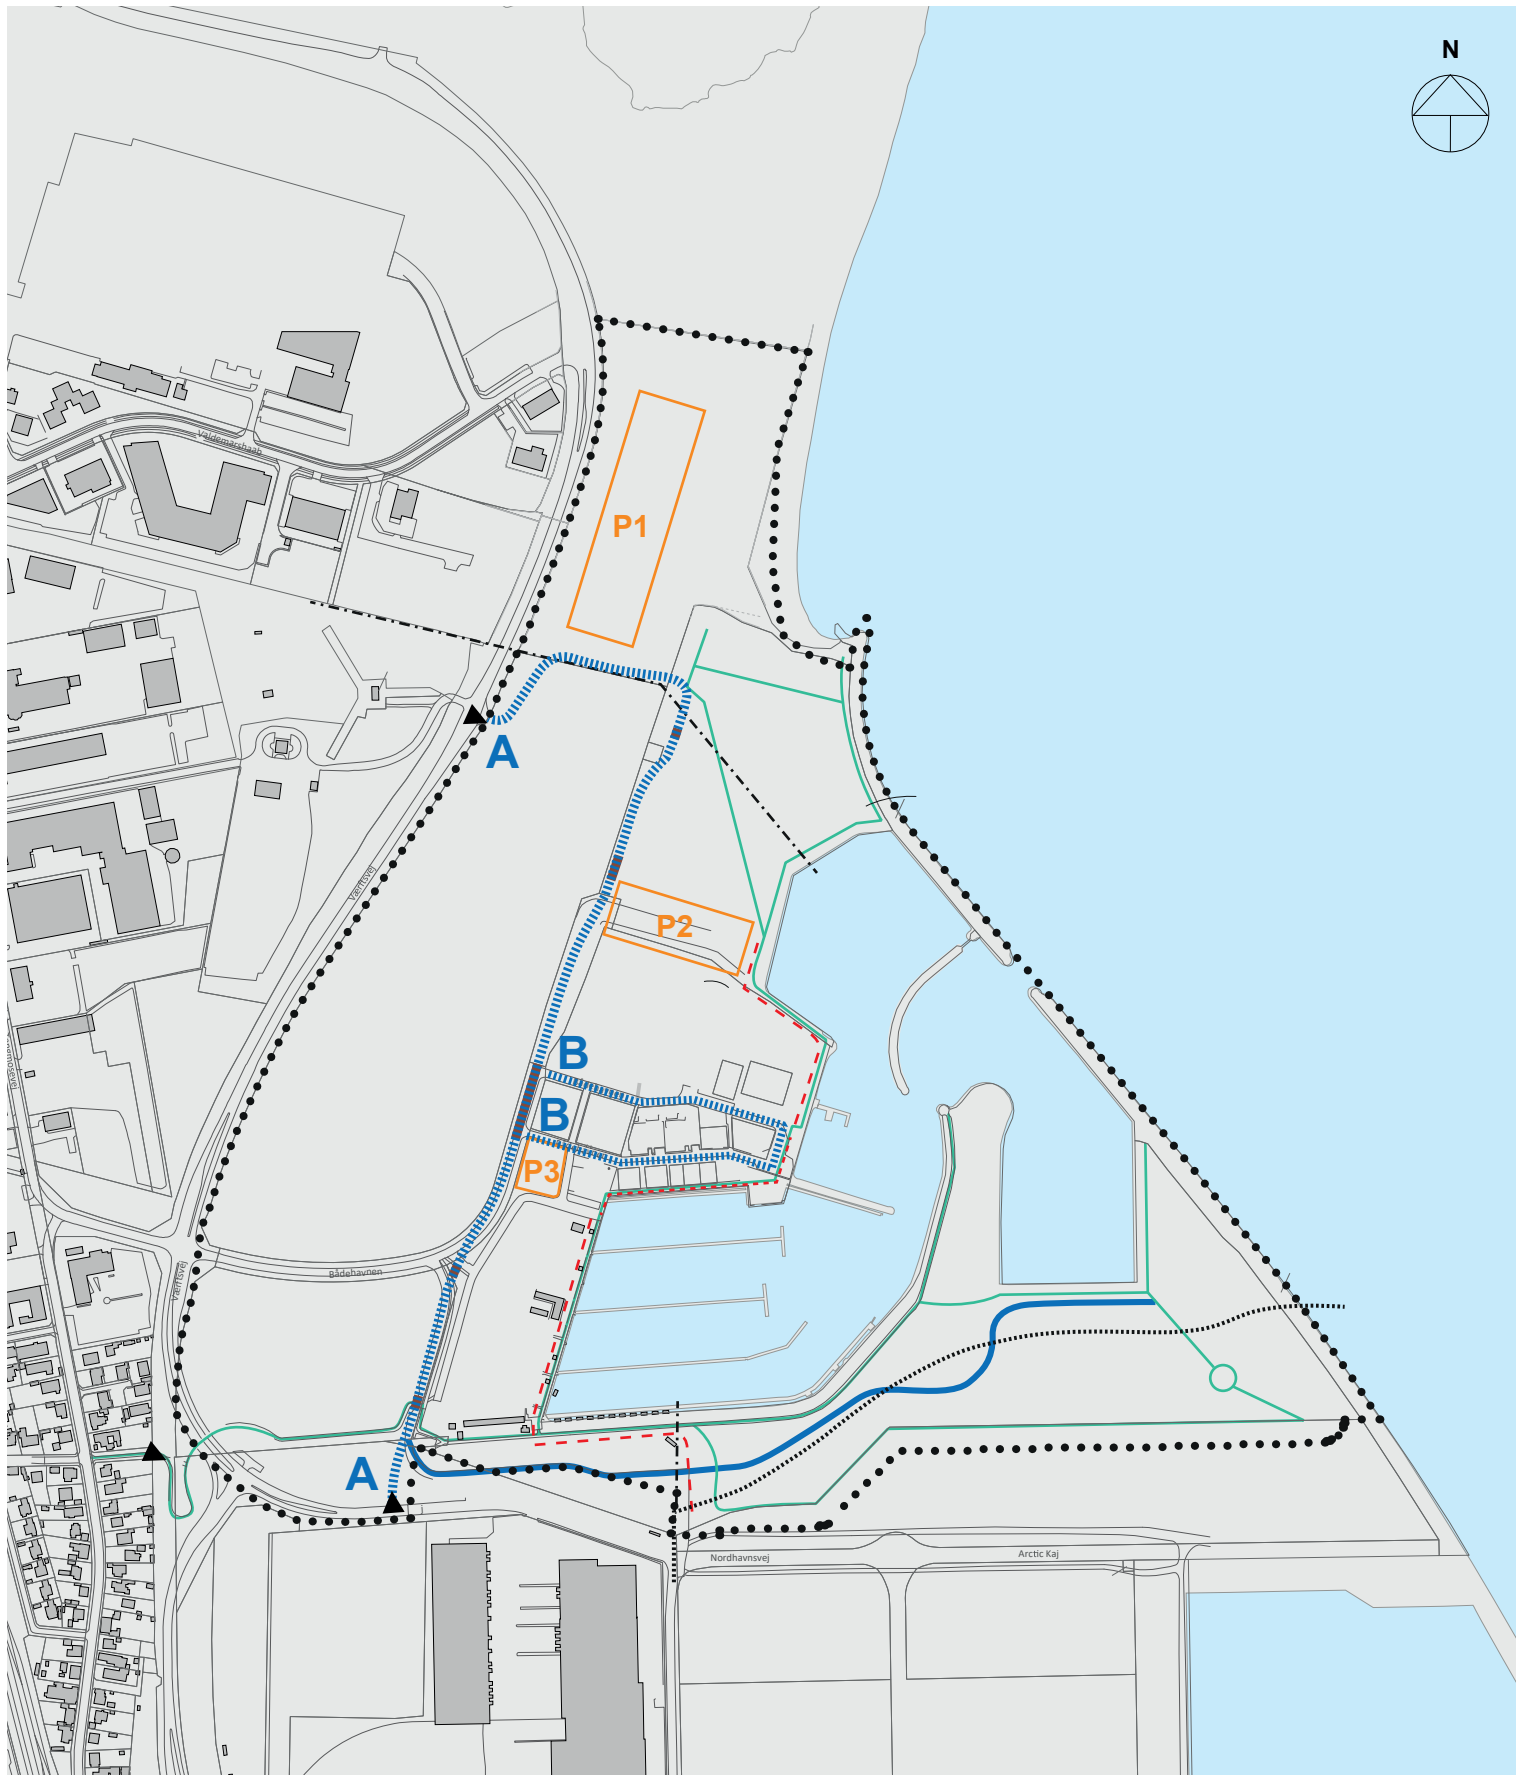 N
Valdemarshaab
P1
A
Værftsvej
P2
B
B
P3
Værftsvej
Bådehavnen
A
Nordhavnsvej
Arctic Kaj